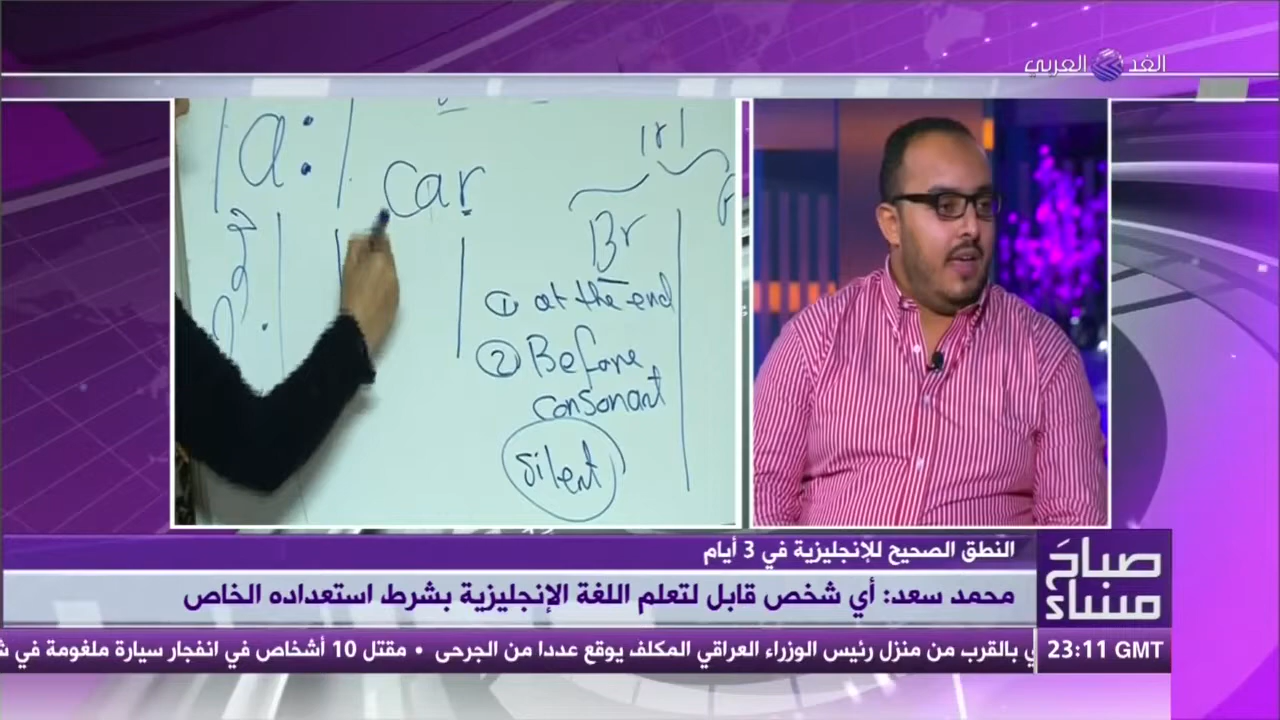 الغد العربي
/a:/
car
/r/
Br
① at the end
② Before
consonant
silent
النطق الصحيح للإنجليزية في 3 أيام
محمد سعد: أي شخص قابل لتعلم اللغة الإنجليزية بشرط استعداده الخاص
صباح مساء
23:11 GMT
بالقرب من منزل رئيس الوزراء العراقي المكلف يوقع عددا من الجرحى • مقتل 10 أشخاص في انفجار سيارة ملغومة في